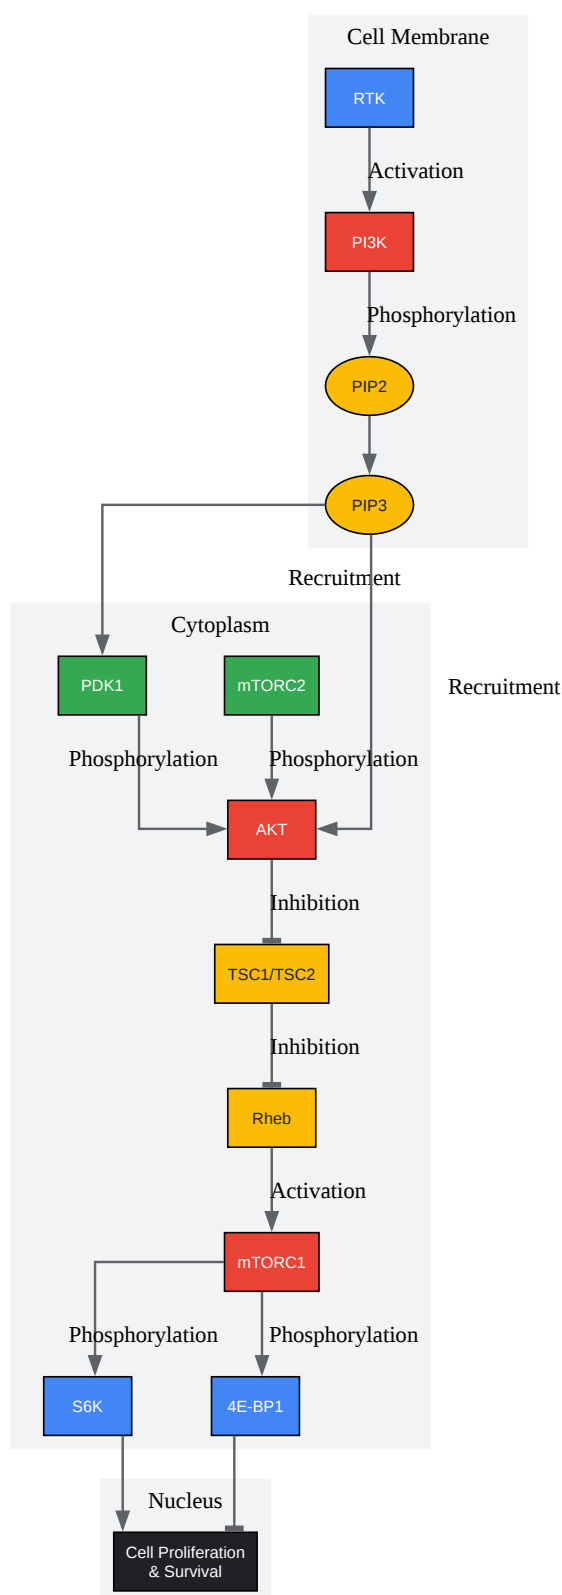 Cell Membrane
RTK
Activation
PI3K
Phosphorylation
PIP2
PIP3
Recruitment
Cytoplasm
PDK1
mTORC2
Recruitment
Phosphorylation
Phosphorylation
AKT
Inhibition
TSC1/TSC2
Inhibition
Rheb
Activation
mTORC1
Phosphorylation
Phosphorylation
S6K
4E-BP1
Nucleus
Cell Proliferation
& Survival